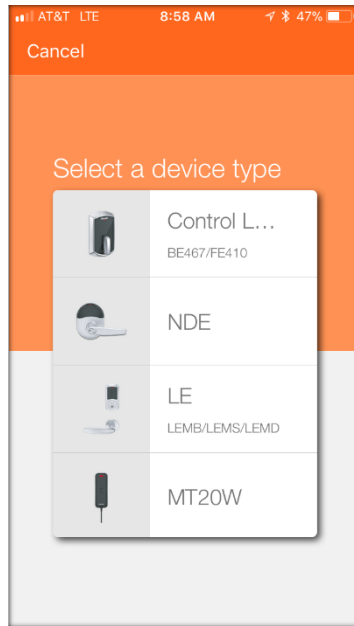 AT&T LTE 8:58 AM 47%
Cancel
Select a device type
Control L...
BE467/FE410
NDE
LE
LEMB/LEMS/LEMD
MT20W